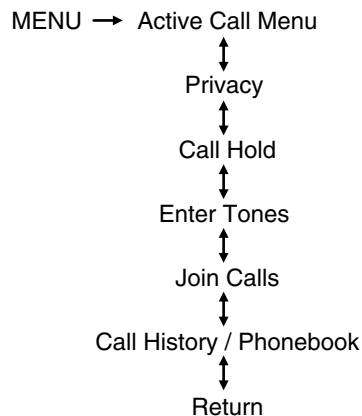 MENU → Active Call Menu
Privacy
Call Hold
Enter Tones
Join Calls
Call History / Phonebook
Return